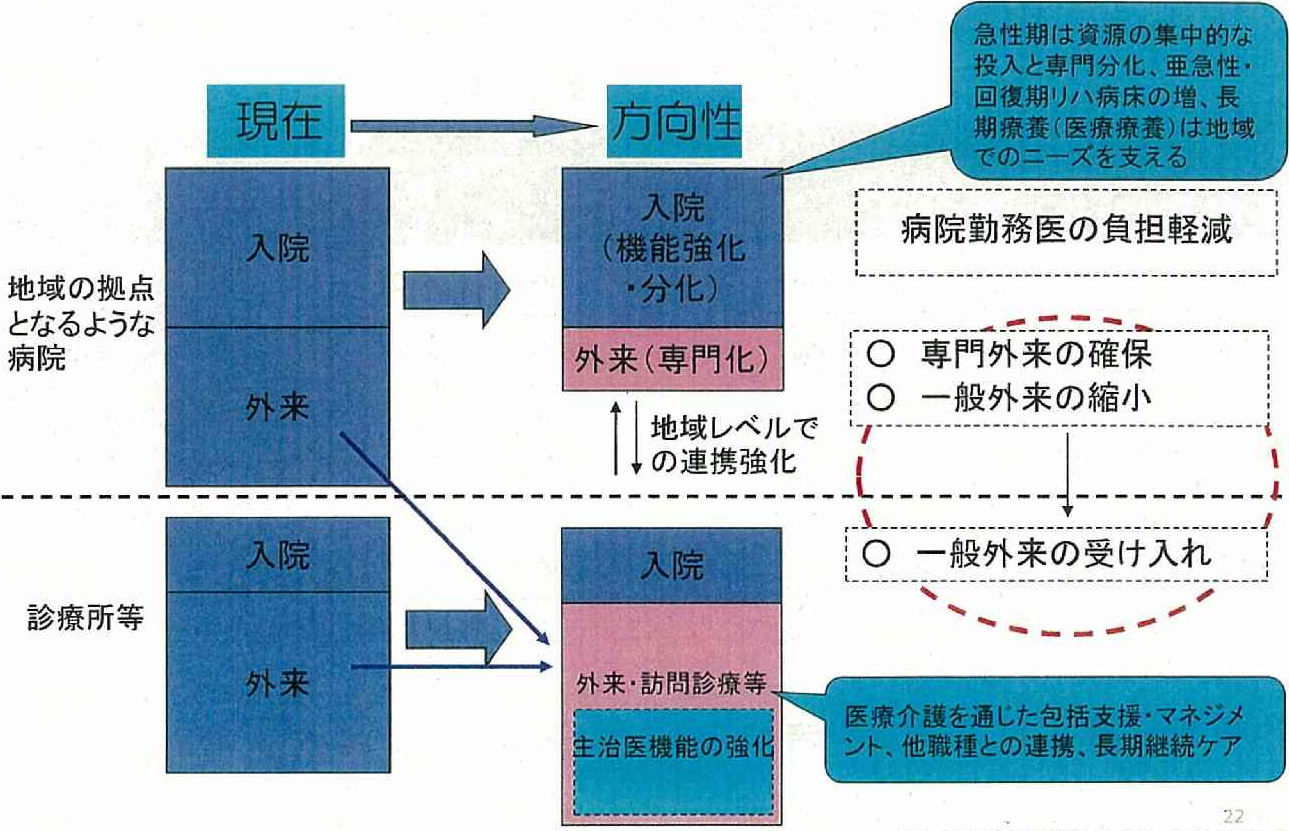 急性期は資源の集中的な
投入と専門分化、亜急性・
回復期リハ病床の増、長
期療養(医療療養)は地域
でのニーズを支える
現在
方向性
地域の拠点
となるような
病院
入院
外来
入院
(機能強化
・分化)
外来(専門化)
病院勤務医の負担軽減
○ 専門外来の確保
○ 一般外来の縮小
地域レベルで
の連携強化
診療所等
入院
外来
入院
外来・訪問診療等
主治医機能の強化
○ 一般外来の受け入れ
医療介護を通じた包括支援・マネジメ
ント、他職種との連携、長期継続ケア
22